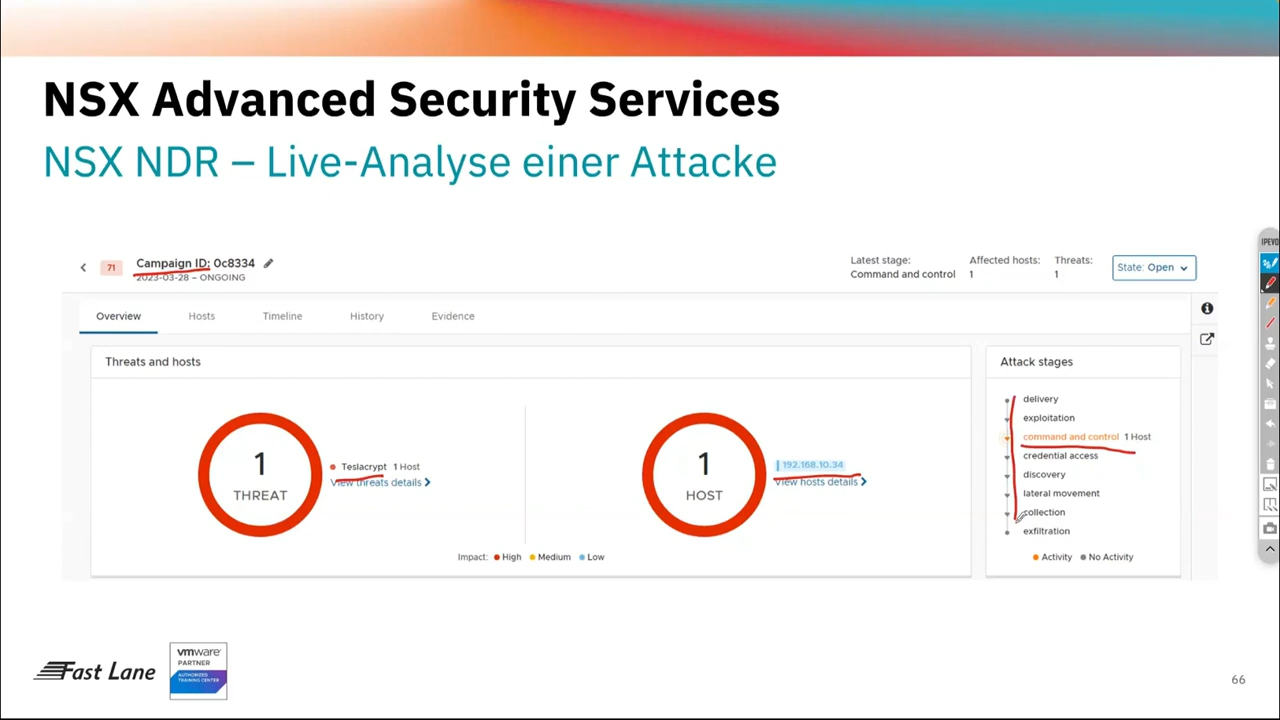 NSX Advanced Security Services
NSX NDR – Live-Analyse einer Attacke
IPEVO
71
Campaign ID: 0c8334
2023-03-28 – ONGOING
Latest stage:
Command and control
Affected hosts:
1
Threats:
1
State: Open
Overview
Hosts
Timeline
History
Evidence
Threats and hosts
1
THREAT
Teslacrypt 1 Host
View threats details
1
HOST
192.168.10.34
View hosts details
Impact: High Medium Low
Attack stages
delivery
exploitation
command and control 1 Host
credential access
discovery
lateral movement
collection
exfiltration
Activity No Activity
Fast Lane
vmware
PARTNER
AUTHORIZED
TRAINING CENTER
66